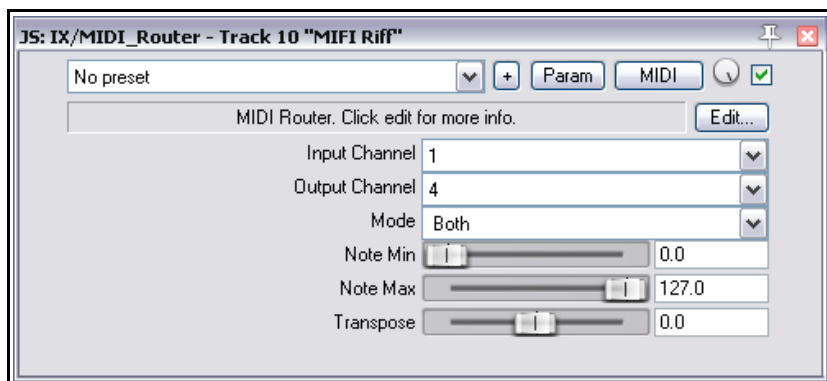 JS: IX/MIDI_Router - Track 10 "MIFI Riff"
No preset + Param MIDI
MIDI Router. Click edit for more info. Edit...
Input Channel 1
Output Channel 4
Mode Both
Note Min 0.0
Note Max 127.0
Transpose 0.0